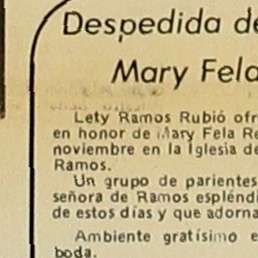 Despedida de
Mary Fela
Lety Ramos Rubió ofr
en honor de Mary Fela Re
noviembre en la Iglesia de
Ramos.
Un grupo de parientes
señora de Ramos espléndi
de estos días y que adorna
Ambiente gratísimo e
boda.